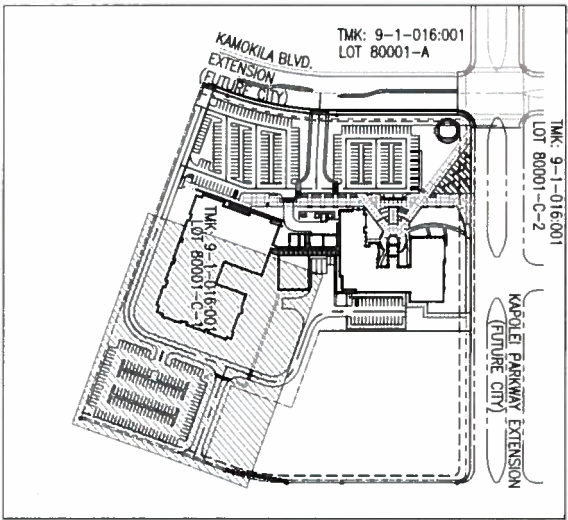 TMK: 9-1-016:001
LOT 80001-A
KAMOKILA BLVD.
EXTENSION
(FUTURE CITY)
TMK: 9-1-016:001
LOT 80001-C-2
TMK: 9-1-016:001
LOT 80001-C-1
KAPOLEI PARKWAY EXTENSION
(FUTURE CITY)